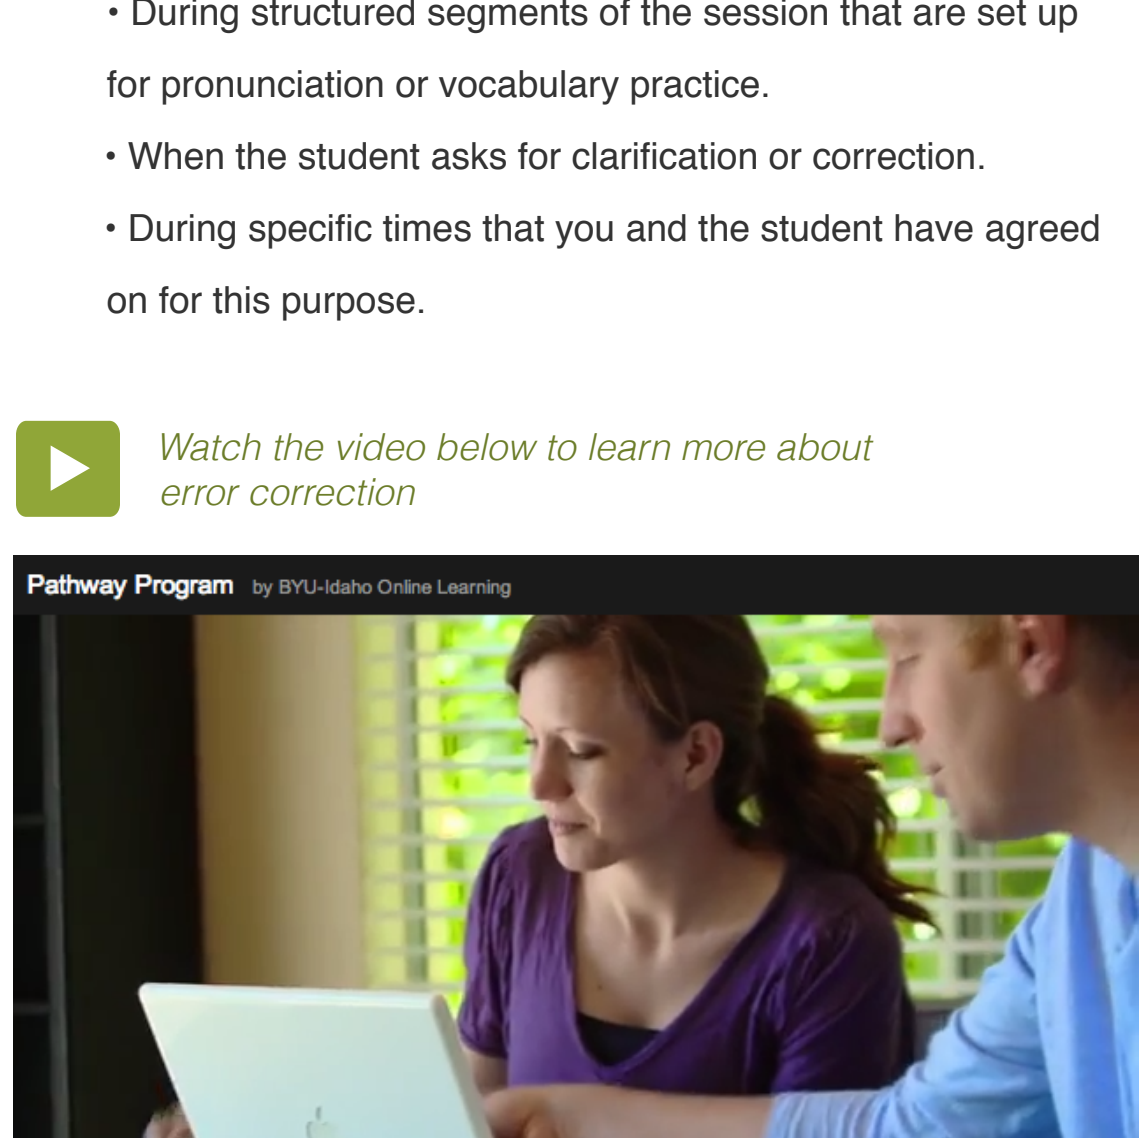 • During structured segments of the session that are set up
for pronunciation or vocabulary practice.
• When the student asks for clarification or correction.
• During specific times that you and the student have agreed
on for this purpose.
Watch the video below to learn more about
error correction
Pathway Program by BYU-Idaho Online Learning